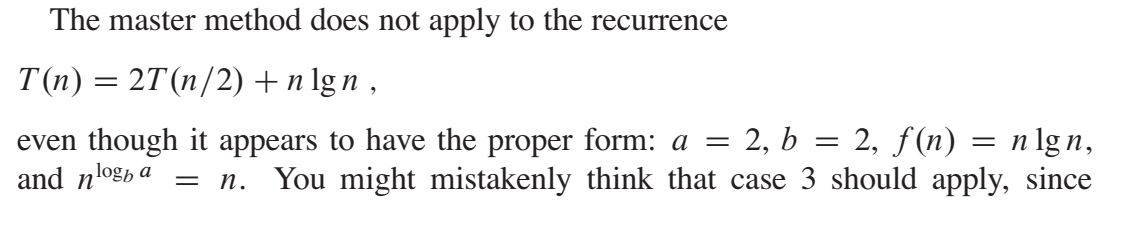 The master method does not apply to the recurrence
T(n) = 2T(n/2) + n lg n ,
even though it appears to have the proper form: a = 2, b = 2, f(n) = n lg n,
and n^{log_b a} = n. You might mistakenly think that case 3 should apply, since